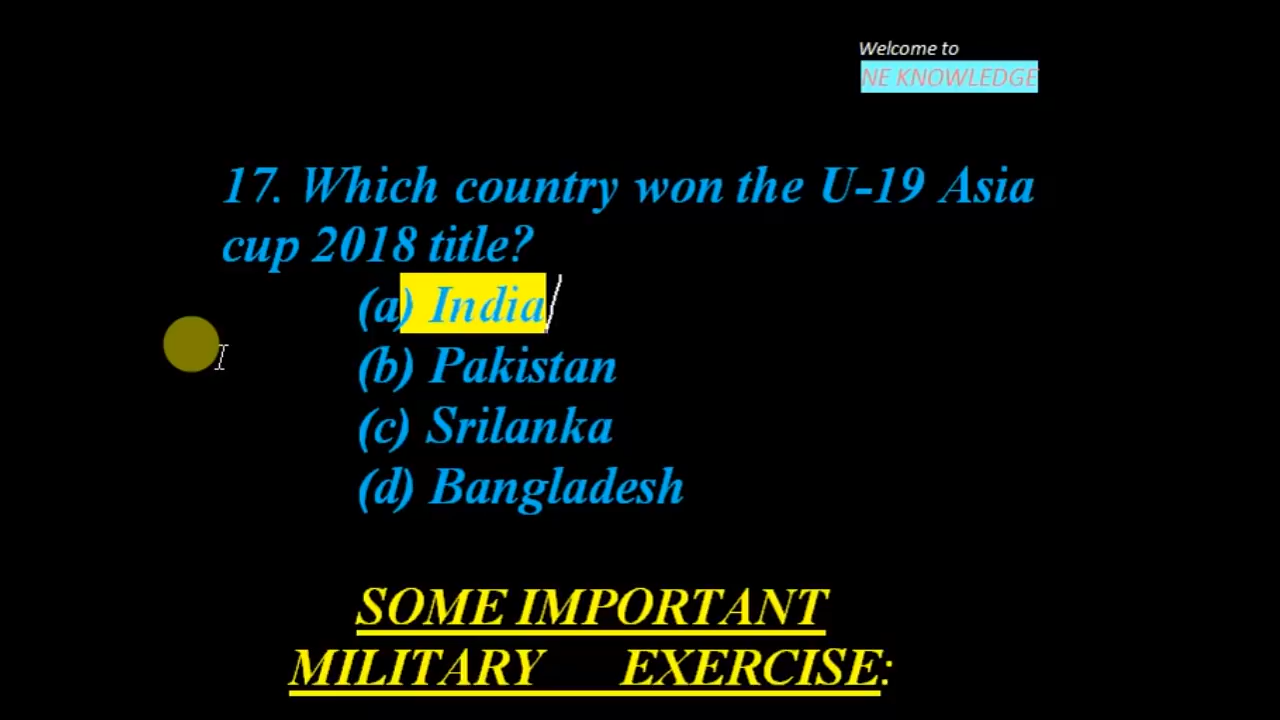 Welcome to
NE KNOWLEDGE
17. Which country won the U-19 Asia
cup 2018 title?
(a) India
(b) Pakistan
(c) Srilanka
(d) Bangladesh
SOME IMPORTANT
MILITARY EXERCISE: